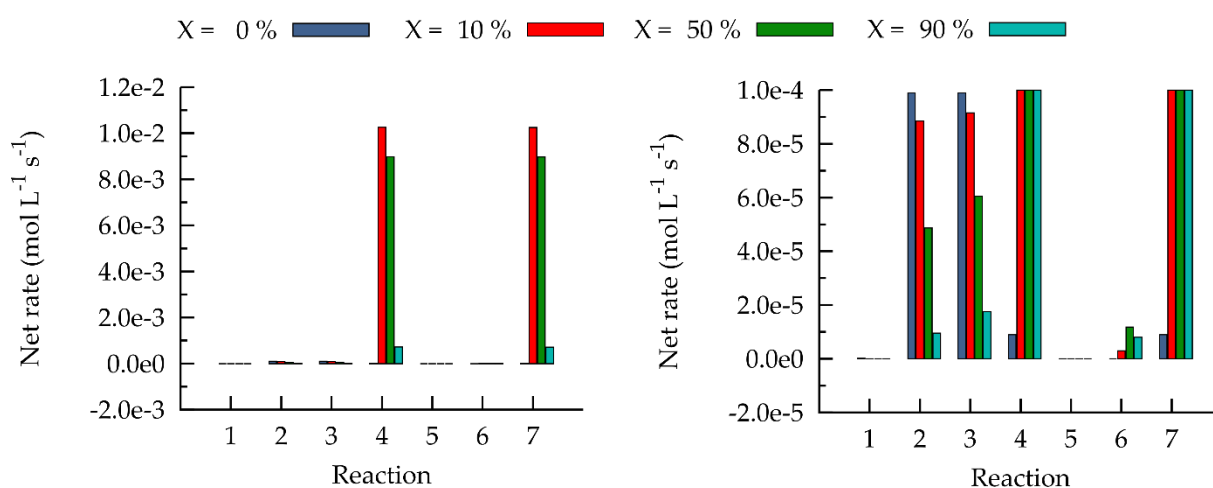 X = 0 % X = 10 % X = 50 % X = 90 %
Net rate (mol L⁻¹ s⁻¹)
1.2e-2
1.0e-2
8.0e-3
6.0e-3
4.0e-3
2.0e-3
0.0e0
-2.0e-3
1 2 3 4 5 6 7
Reaction
Net rate (mol L⁻¹ s⁻¹)
1.0e-4
8.0e-5
6.0e-5
4.0e-5
2.0e-5
0.0e0
-2.0e-5
1 2 3 4 5 6 7
Reaction